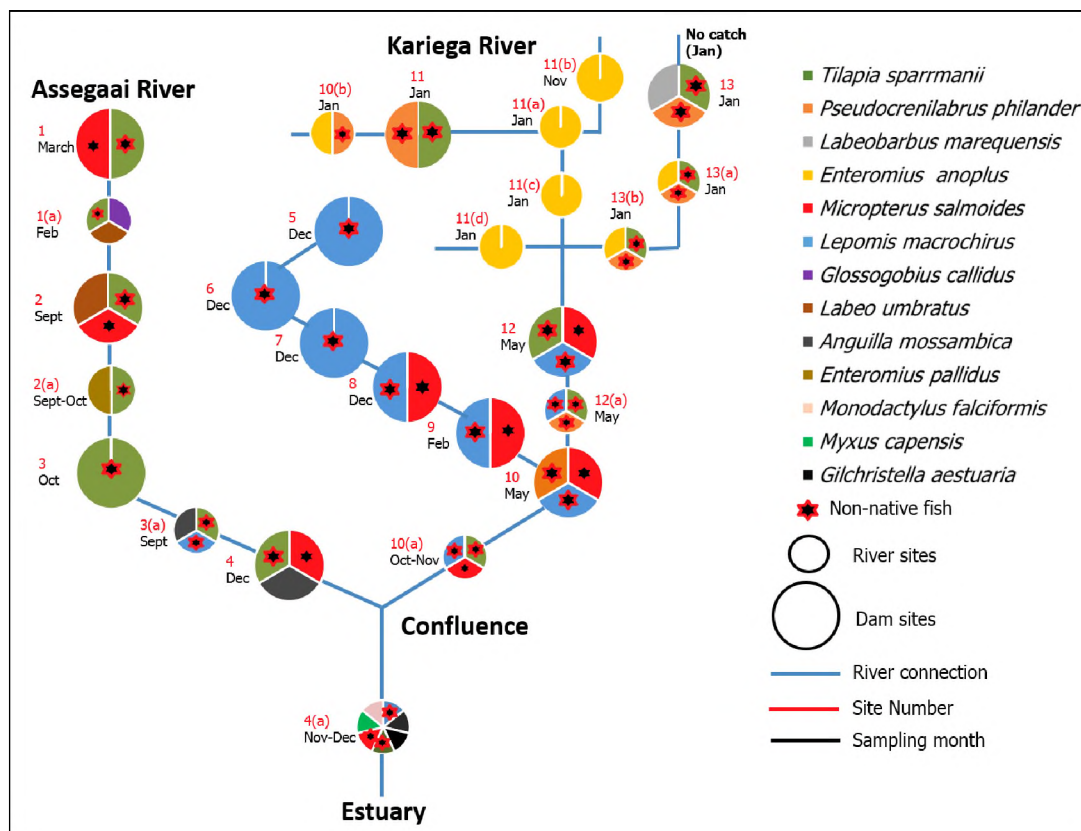 Kariega River
No catch
(Jan)
Assegaai River
1
March
1(a)
Feb
2
Sept
2(a)
Sept-Oct
3
Oct
3(a)
Sept
4
Dec
5
Dec
6
Dec
7
Dec
8
Dec
9
Feb
10
May
10(a)
Oct-Nov
10(b)
Jan
11
Jan
11(a)
Jan
11(b)
Nov
11(c)
Jan
11(d)
Jan
12
May
12(a)
May
13
Jan
13(a)
Jan
13(b)
Jan
Confluence
4(a)
Nov-Dec
Estuary
Tilapia sparrmanii
Pseudocrenilabrus philander
Labeobarbus marequensis
Enteromius anoplus
Micropterus salmoides
Lepomis macrochirus
Glossogobius callidus
Labeo umbratus
Anguilla mossambica
Enteromius pallidus
Monodactylus falciformis
Myxus capensis
Gilchristella aestuaria
Non-native fish
River sites
Dam sites
River connection
Site Number
Sampling month